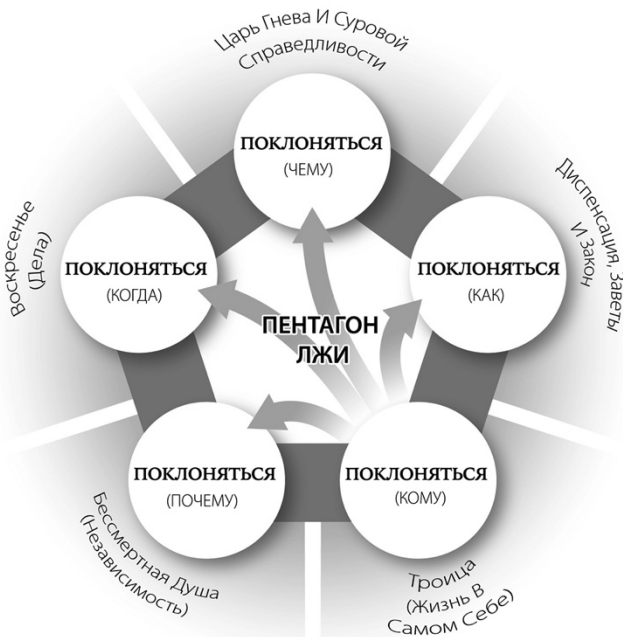 Царь Гнева И Суровой
Справедливости
ПОКЛОНЯТЬСЯ
(ЧЕМУ)
Диспенсация, Заветы
И Закон
ПОКЛОНЯТЬСЯ
(КАК)
Воскресенье
(Дела)
ПОКЛОНЯТЬСЯ
(КОГДА)
ПЕНТАГОН
ЛЖИ
ПОКЛОНЯТЬСЯ
(ПОЧЕМУ)
Бессмертная Душа
(Независимость)
ПОКЛОНЯТЬСЯ
(КОМУ)
Троица
(Жизнь В
Самом Себе)